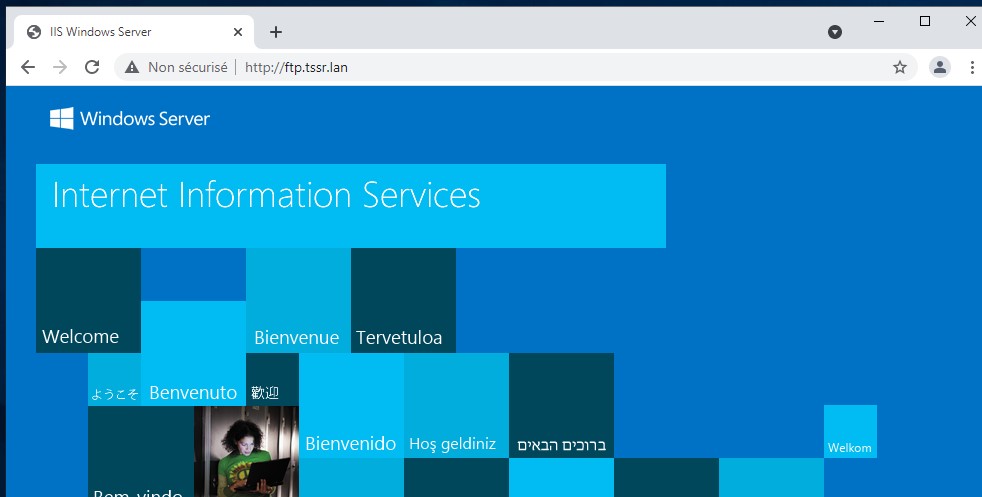 IIS Windows Server
Non sécurisé
http://ftp.tssr.lan
Windows Server
Internet Information Services
Welcome
Bienvenue
Tervetuloa
ようこそ
Benvenuto
歡迎
Bienvenido
Hoş geldiniz
ברוכים הבאים
Welkom
Bem-vindo